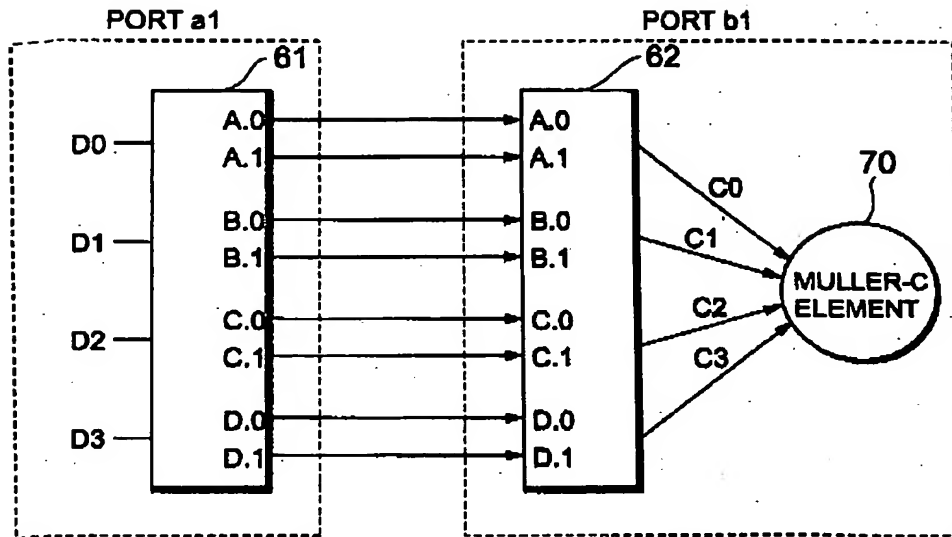 PORT a1
PORT b1
61
62
D0
D1
D2
D3
A.0
A.1
B.0
B.1
C.0
C.1
D.0
D.1
A.0
A.1
B.0
B.1
C.0
C.1
D.0
D.1
C0
C1
C2
C3
70
MULLER-C
ELEMENT